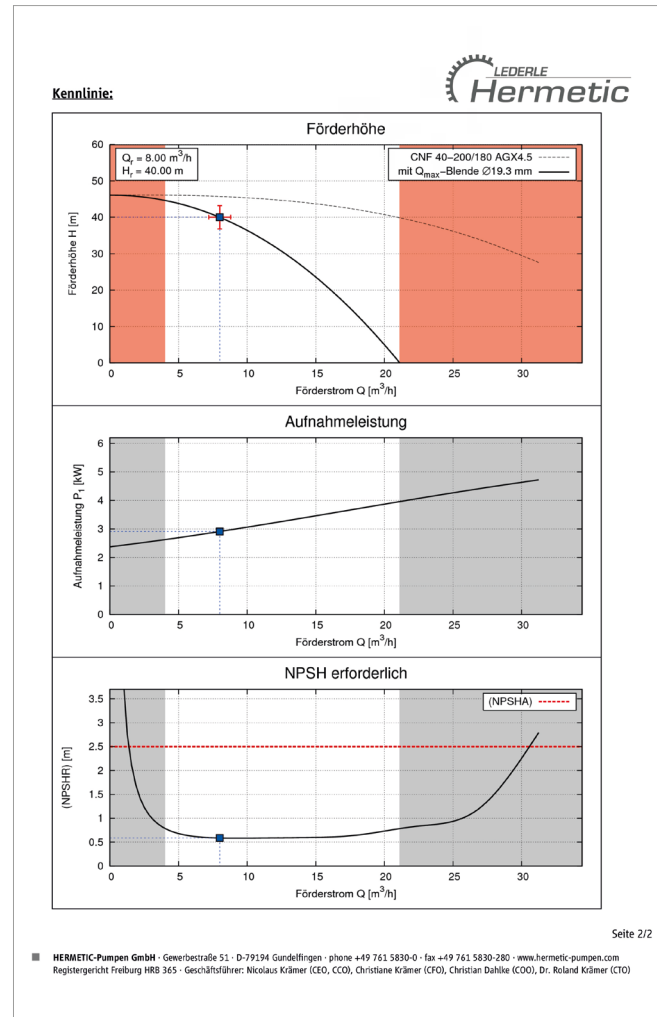 LEDERLE
Hermetic
Kennlinie:
Förderhöhe
Qr = 8.00 m³/h
Hr = 40.00 m
CNF 40-200/180 AGX4.5
mit Qmax-Blende Ø19.3 mm
Förderhöhe H [m]
60
50
40
30
20
10
0
0 5 10 15 20 25 30
Förderstrom Q [m³/h]
Aufnahmeleistung
Aufnahmeleistung P1 [kW]
6
5
4
3
2
1
0
0 5 10 15 20 25 30
Förderstrom Q [m³/h]
NPSH erforderlich
(NPSHA)
(NPSHR) [m]
3.5
3
2.5
2
1.5
1
0.5
0
0 5 10 15 20 25 30
Förderstrom Q [m³/h]
Seite 2/2
HERMETIC-Pumpen GmbH · Gewerbestraße 51 · D-79194 Gundelfingen · phone +49 761 5830-0 · fax +49 761 5830-280 · www.hermetic-pumpen.com
Registergericht Freiburg HRB 365 · Geschäftsführer: Nicolaus Krämer (CEO, CCO), Christiane Krämer (CFO), Christian Dahlke (COO), Dr. Roland Krämer (CTO)